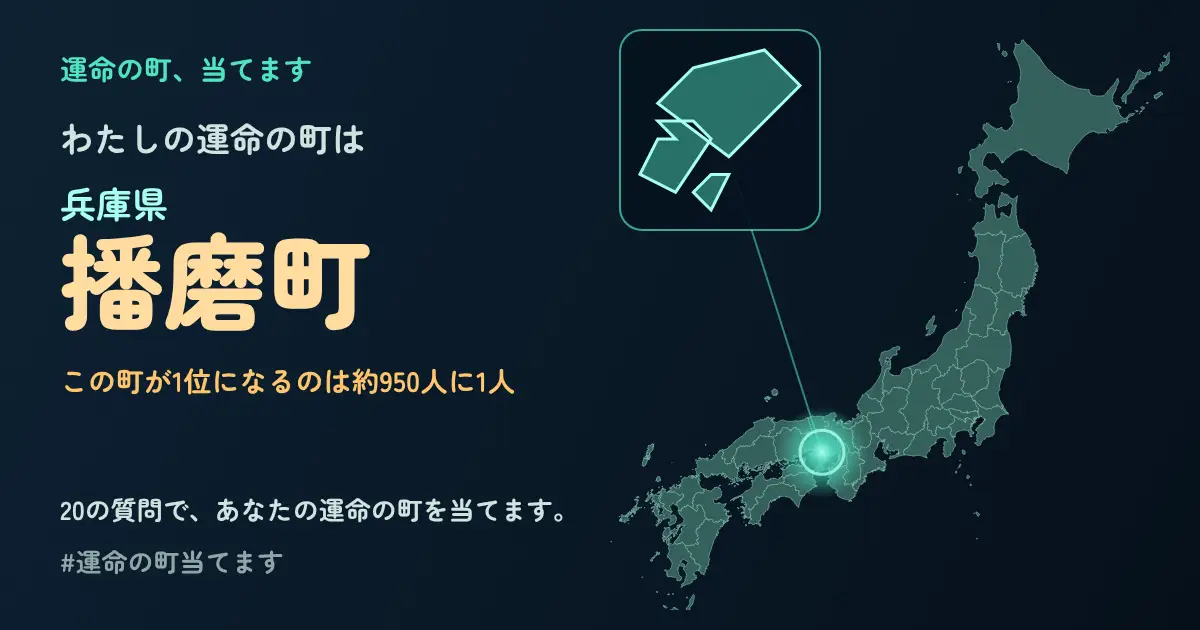 運命の町、当てます
わたしの運命の町は
兵庫県
播磨町
この町が1位になるのは約950人に1人
20の質問で、あなたの運命の町を当てます。
#運命の町当てます